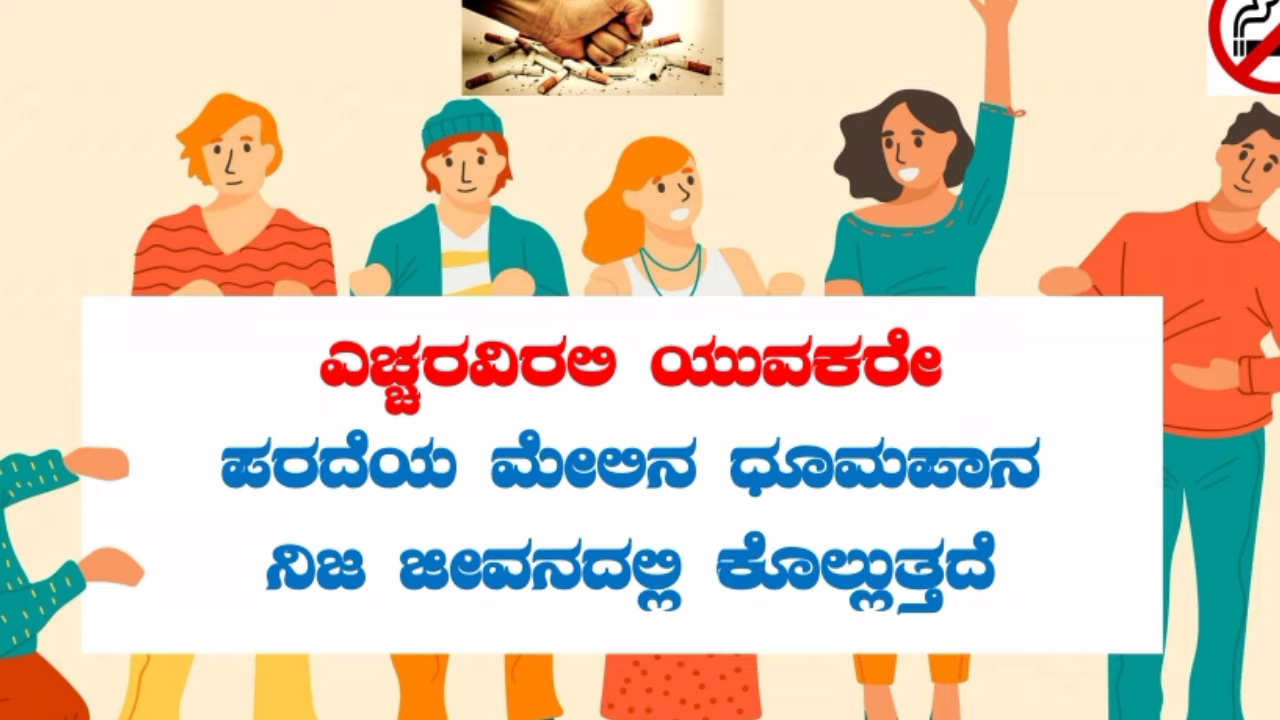 ಎಚ್ಚರವಿರಲಿ ಯುವಕರೇ
ಪರದೆಯ ಮೇಲಿನ ಧೂಮಪಾನ
ನಿಜ ಜೀವನದಲ್ಲಿ ಕೊಲ್ಲುತ್ತದೆ